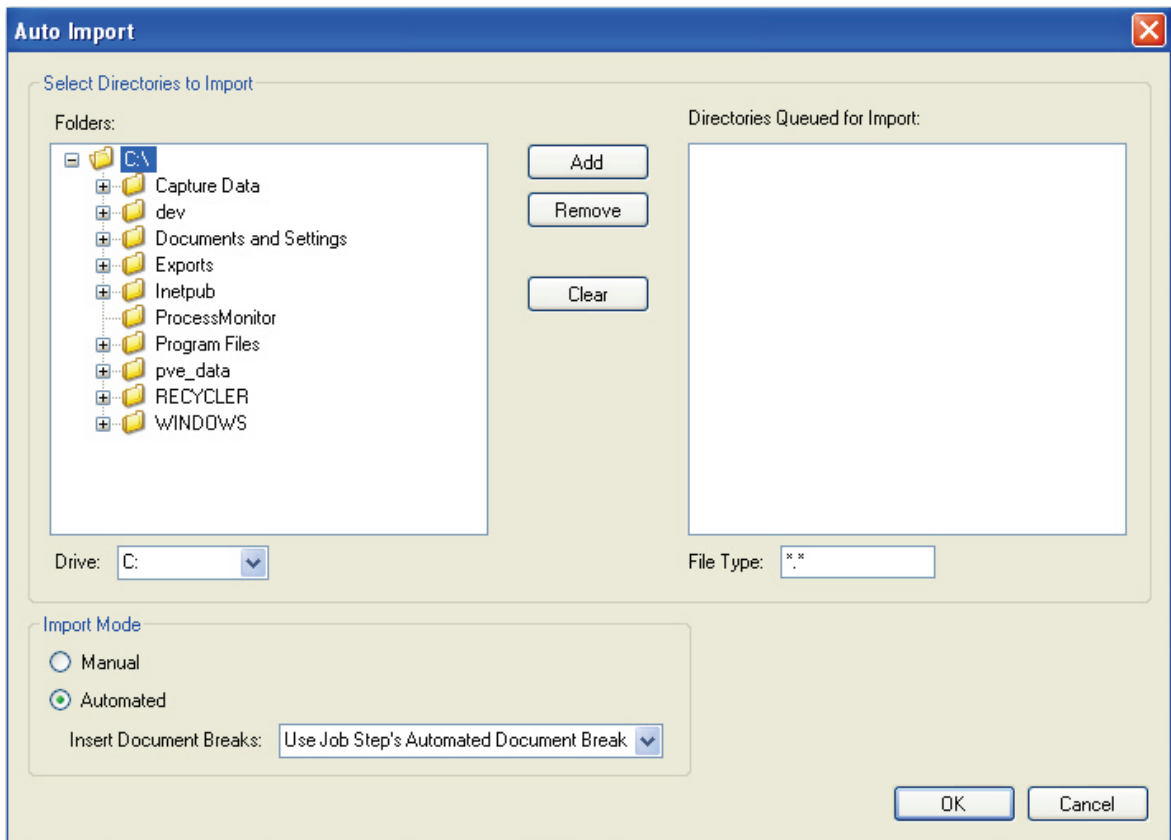 Auto Import
Select Directories to Import
Folders:
Directories Queued for Import:
C:\
Capture Data
dev
Documents and Settings
Exports
Inetpub
ProcessMonitor
Program Files
pve_data
RECYCLER
WINDOWS
Add
Remove
Clear
Drive: C:
File Type: *.*
Import Mode
Manual
Automated
Insert Document Breaks: Use Job Step's Automated Document Break
OK
Cancel